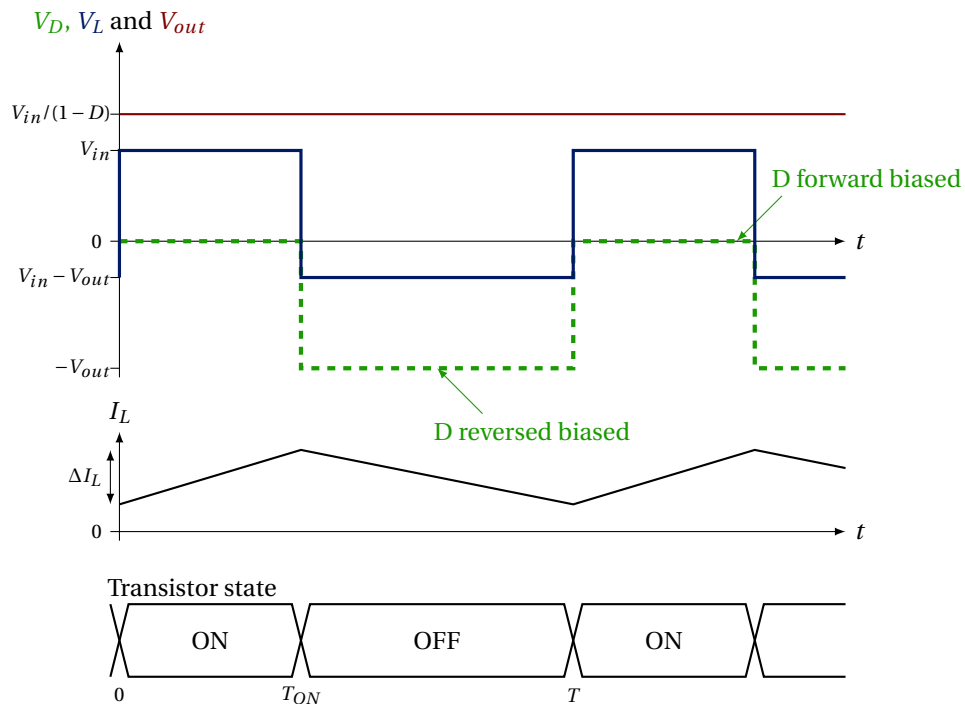 V_D, V_L and V_out
V_in/(1 − D)
V_in
D forward biased
0
t
V_in − V_out
−V_out
D reversed biased
I_L
ΔI_L
0
t
Transistor state
ON OFF ON
0 T_ON T